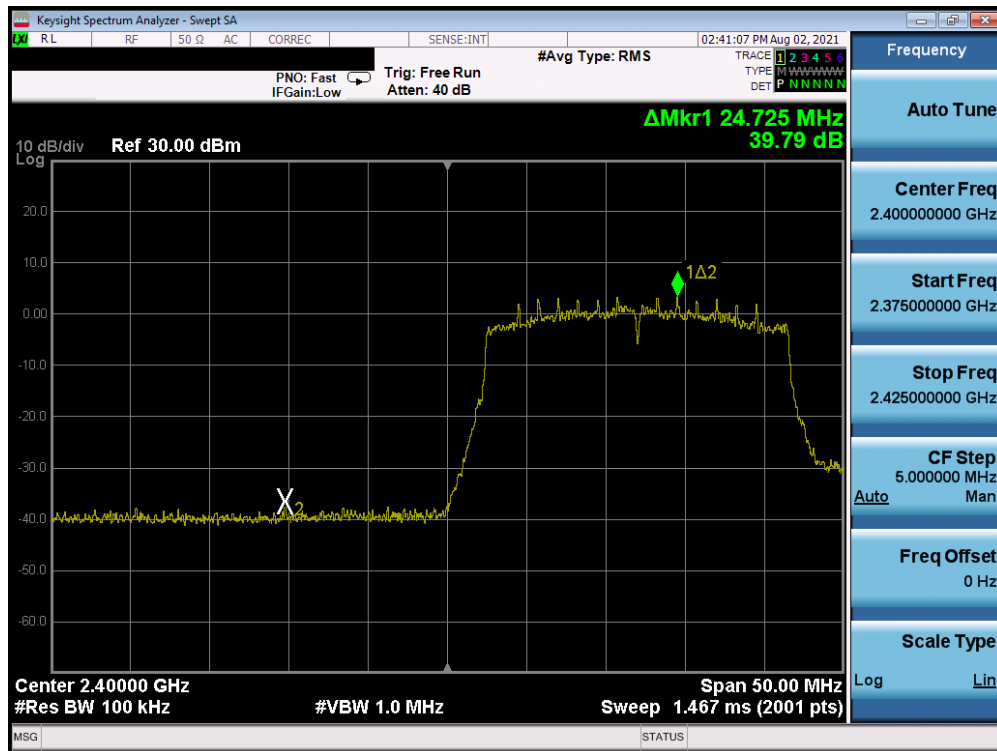 Keysight Spectrum Analyzer - Swept SA
LXI RL RF 50 Ω AC CORREC SENSE:INT 02:41:07 PM Aug 02, 2021
#Avg Type: RMS
TRACE 1 2 3 4 5 6
PNO: Fast Trig: Free Run
TYPE M WWWWW
IFGain:Low Atten: 40 dB
DET P N N N N N
ΔMkr1 24.725 MHz
39.79 dB
10 dB/div Ref 30.00 dBm
Log
20.0
10.0
1Δ2
0.00
-10.0
-20.0
-30.0
X2
-40.0
-50.0
-60.0
Center 2.40000 GHz Span 50.00 MHz
#Res BW 100 kHz #VBW 1.0 MHz Sweep 1.467 ms (2001 pts)
MSG STATUS
Frequency
Auto Tune
Center Freq
2.400000000 GHz
Start Freq
2.375000000 GHz
Stop Freq
2.425000000 GHz
CF Step
5.000000 MHz
Auto Man
Freq Offset
0 Hz
Scale Type
Log Lin